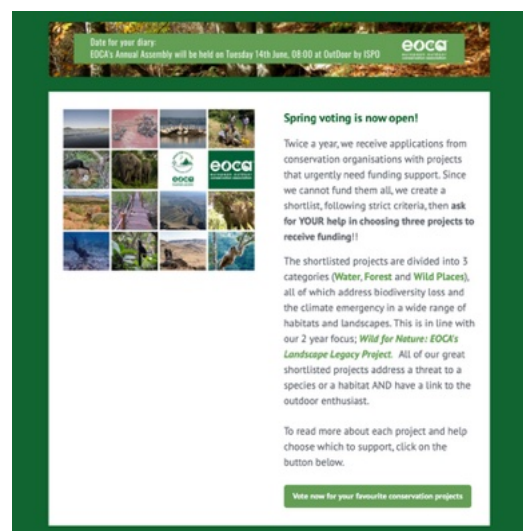 Date for your diary:
EOCA's Annual Assembly will be held on Tuesday 14th June, 08:00 at OutDoor by ISPO
eoca
Spring voting is now open!
Twice a year, we receive applications from
conservation organisations with projects
that urgently need funding support. Since
we cannot fund them all, we create a
shortlist, following strict criteria, then ask
for YOUR help in choosing three projects to
receive funding!!
eoca
eoca
The shortlisted projects are divided into 3
categories (Water, Forest and Wild Places),
all of which address biodiversity loss and
the climate emergency in a wide range of
habitats and landscapes. This is in line with
our 2 year focus; Wild for Nature: EOCA's
Landscape Legacy Project. All of our great
shortlisted projects address a threat to a
species or a habitat AND have a link to the
outdoor enthusiast.
To read more about each project and help
choose which to support, click on the
button below.
Vote now for your favourite conservation projects